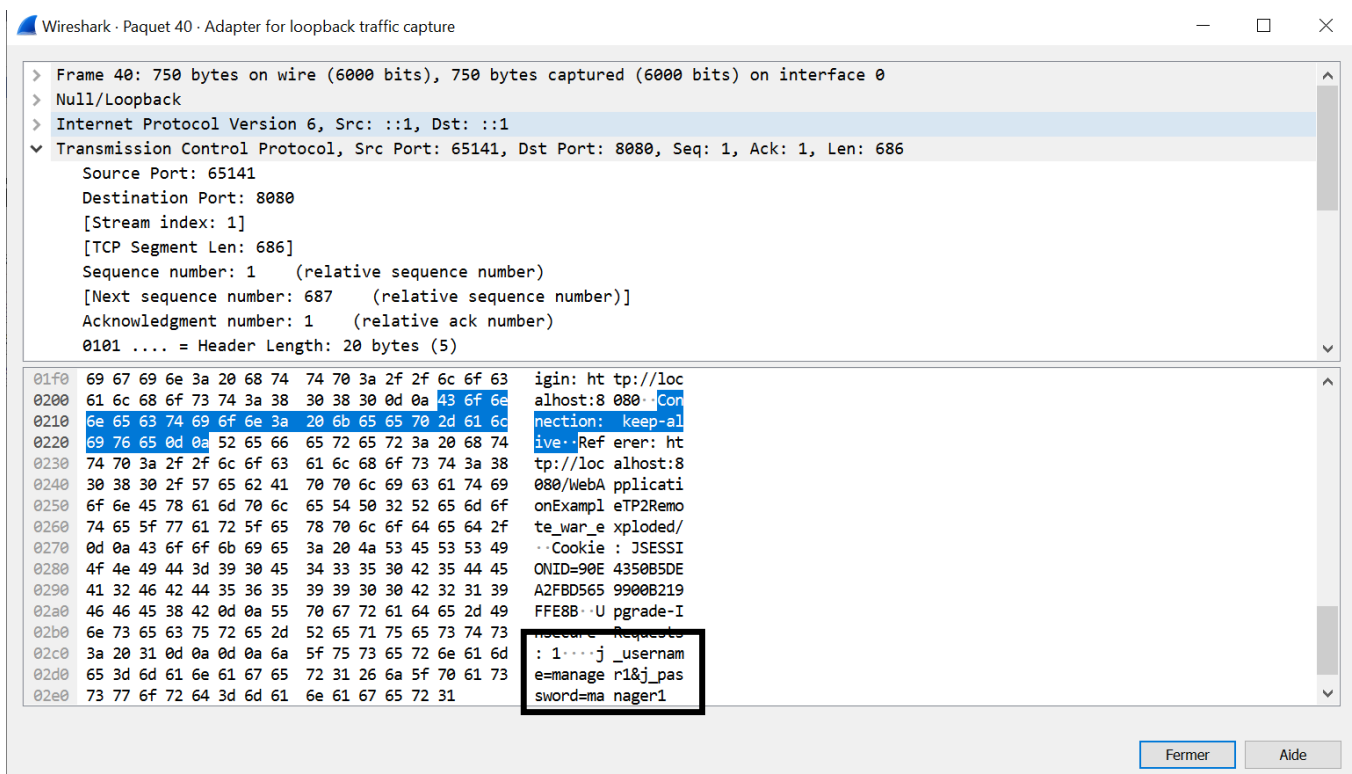 Wireshark · Paquet 40 · Adapter for loopback traffic capture
> Frame 40: 750 bytes on wire (6000 bits), 750 bytes captured (6000 bits) on interface 0
> Null/Loopback
> Internet Protocol Version 6, Src: ::1, Dst: ::1
Transmission Control Protocol, Src Port: 65141, Dst Port: 8080, Seq: 1, Ack: 1, Len: 686
Source Port: 65141
Destination Port: 8080
[Stream index: 1]
[TCP Segment Len: 686]
Sequence number: 1    (relative sequence number)
[Next sequence number: 687    (relative sequence number)]
Acknowledgment number: 1    (relative ack number)
0101 .... = Header Length: 20 bytes (5)
01f0 69 67 69 6e 3a 20 68 74 74 70 3a 2f 2f 6c 6f 63 igin: ht tp://loc
0200 61 6c 68 6f 73 74 3a 38 30 38 30 0d 0a 43 6f 6e alhost:8 080··Con
0210 6e 65 63 74 69 6f 6e 3a 20 6b 65 65 70 2d 61 6c nection: keep-al
0220 69 76 65 0d 0a 52 65 66 65 72 65 72 3a 20 68 74 ive··Ref erer: ht
0230 74 70 3a 2f 2f 6c 6f 63 61 6c 68 6f 73 74 3a 38 tp://loc alhost:8
0240 30 38 30 2f 57 65 62 41 70 70 6c 69 63 61 74 69 080/WebA pplicati
0250 6f 6e 45 78 61 6d 70 6c 65 54 50 32 52 65 6d 6f onExampl eTP2Remo
0260 74 65 5f 77 61 72 5f 65 78 70 6c 6f 64 65 64 2f te_war_e xploded/
0270 0d 0a 43 6f 6f 6b 69 65 3a 20 4a 53 45 53 53 49 ··Cookie : JSESSI
0280 4f 4e 49 44 3d 39 30 45 34 33 35 30 42 35 44 45 ONID=90E 4350B5DE
0290 41 32 46 42 44 35 36 35 39 39 30 30 42 32 31 39 A2FBD565 9900B219
02a0 46 46 45 38 42 0d 0a 55 70 67 72 61 64 65 2d 49 FFE8B··U pgrade-I
02b0 6e 73 65 63 75 72 65 2d 52 65 71 75 65 73 74 73 nsecure- Requests
02c0 3a 20 31 0d 0a 0d 0a 6a 5f 75 73 65 72 6e 61 6d : 1····j _usernam
02d0 65 3d 6d 61 6e 61 67 65 72 31 26 6a 5f 70 61 73 e=manage r1&j_pas
02e0 73 77 6f 72 64 3d 6d 61 6e 61 67 65 72 31 sword=ma nager1
Fermer
Aide